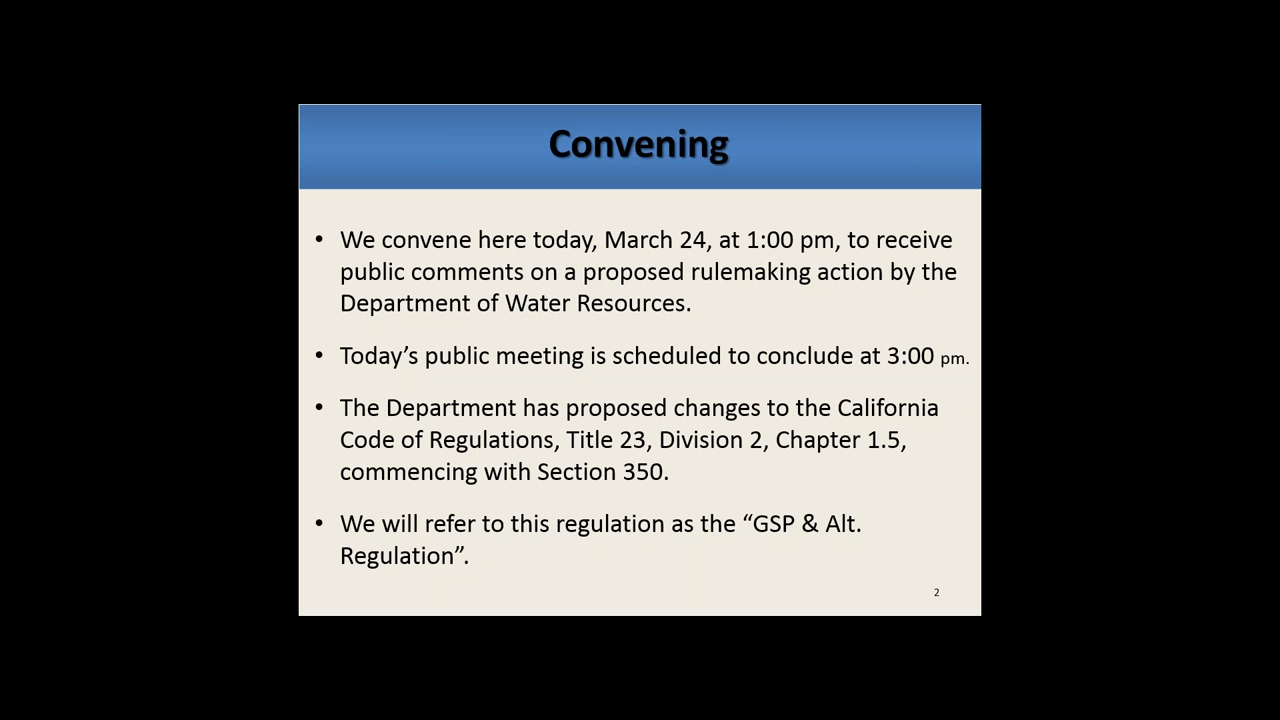 Convening
• We convene here today, March 24, at 1:00 pm, to receive
public comments on a proposed rulemaking action by the
Department of Water Resources.
• Today’s public meeting is scheduled to conclude at 3:00 pm.
• The Department has proposed changes to the California
Code of Regulations, Title 23, Division 2, Chapter 1.5,
commencing with Section 350.
• We will refer to this regulation as the “GSP & Alt.
Regulation”.
2